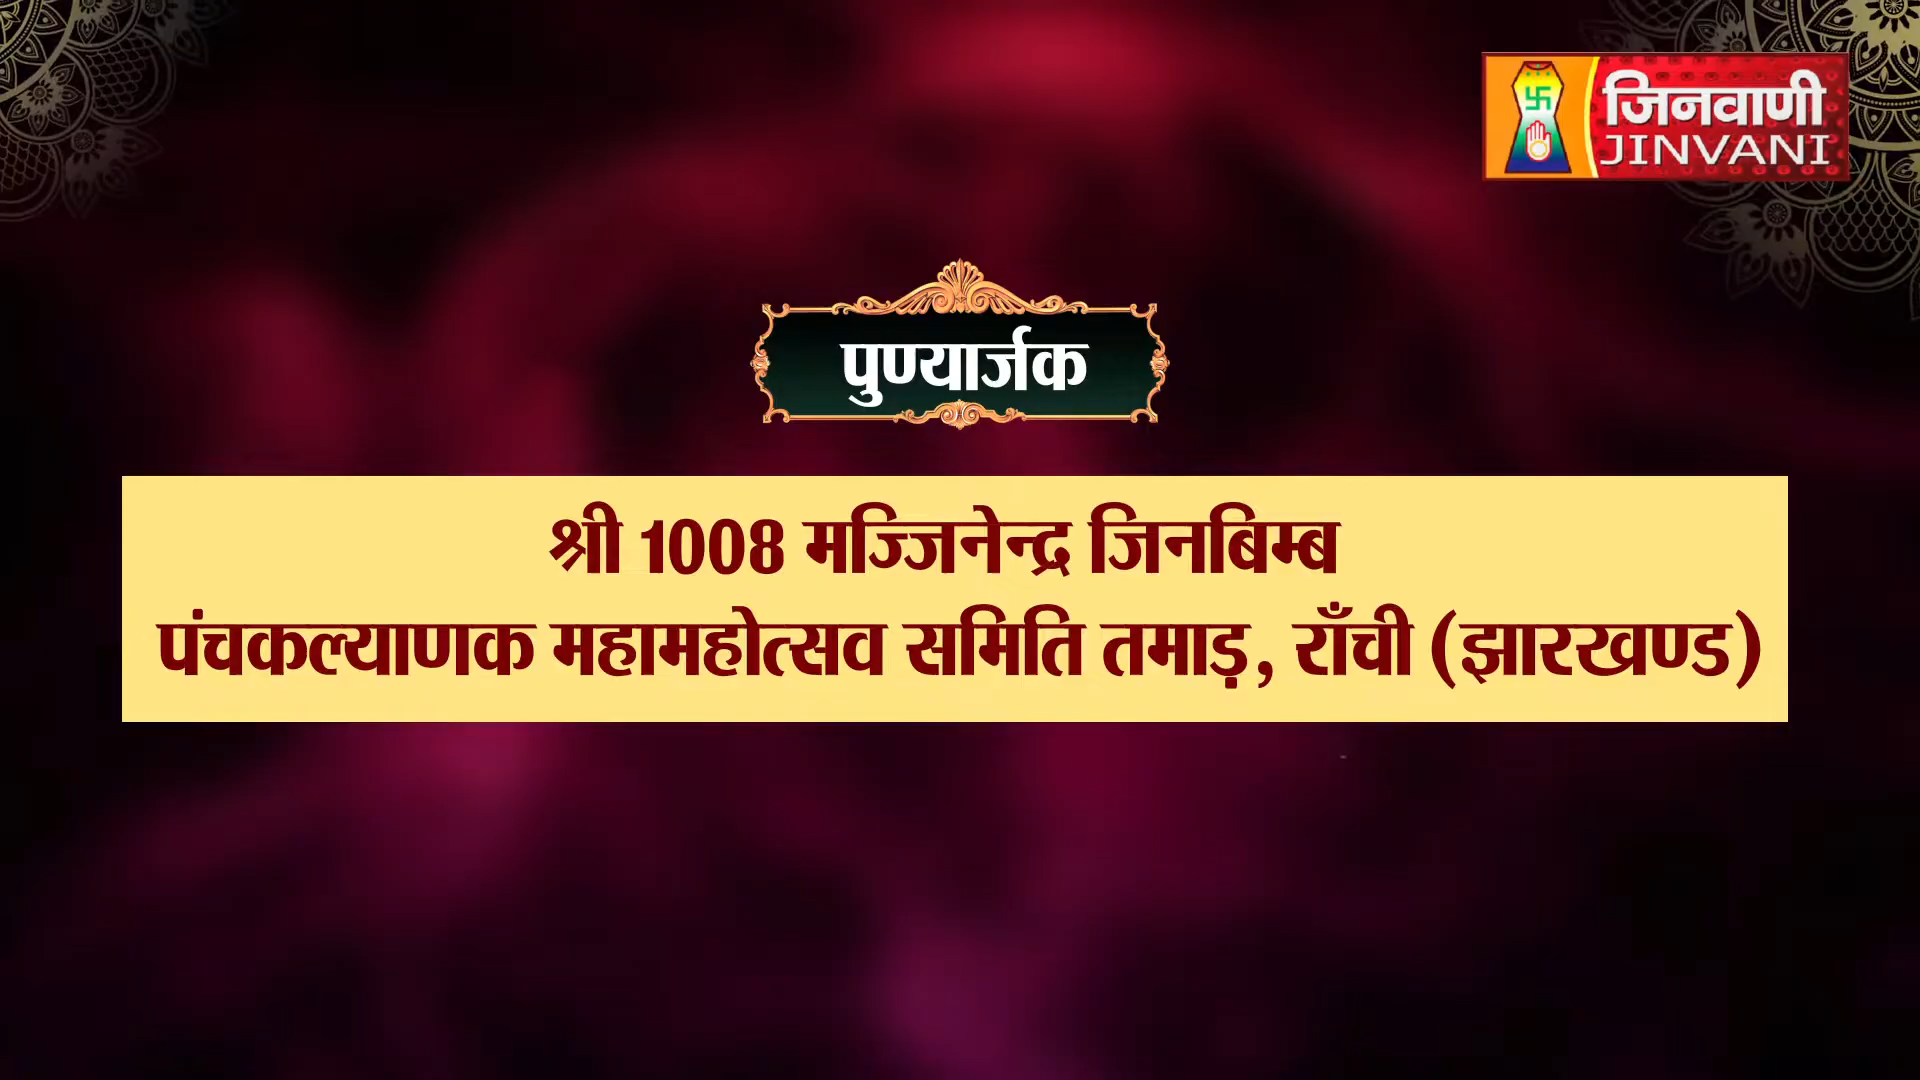 जिनवाणी
JINVANI
पुण्यार्जक
श्री 1008 मज्जिनेन्द्र जिनबिम्ब
पंचकल्याणक महामहोत्सव समिति तमाड़, राँची (झारखण्ड)